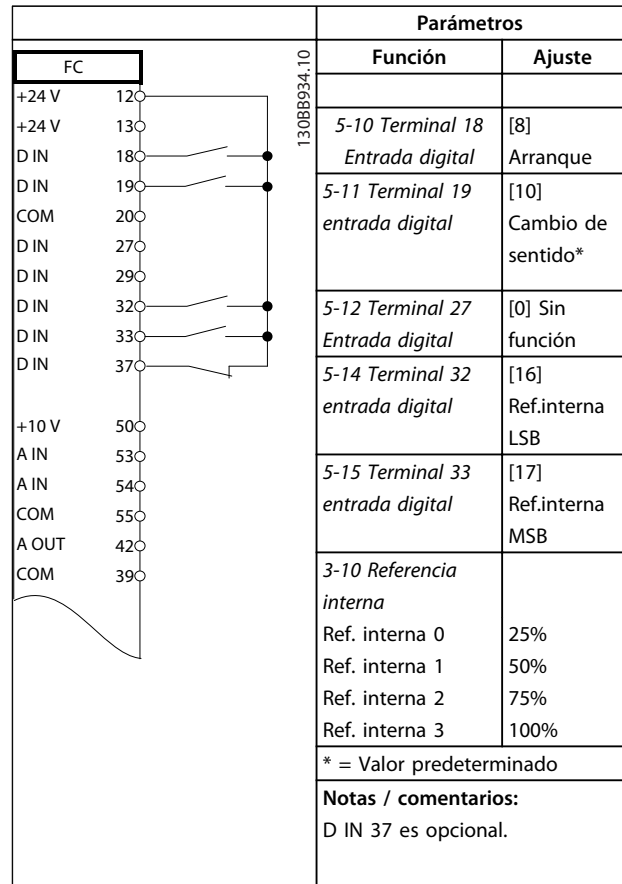 FC
+24 V 12
+24 V 13
D IN 18
D IN 19
COM 20
D IN 27
D IN 29
D IN 32
D IN 33
D IN 37
+10 V 50
A IN 53
A IN 54
COM 55
A OUT 42
COM 39
130BB934.10
Parámetros
Función Ajuste
5-10 Terminal 18 [8]
Entrada digital Arranque
5-11 Terminal 19 [10]
entrada digital Cambio de
sentido*
5-12 Terminal 27 [0] Sin
Entrada digital función
5-14 Terminal 32 [16]
entrada digital Ref.interna
LSB
5-15 Terminal 33 [17]
entrada digital Ref.interna
MSB
3-10 Referencia
interna
Ref. interna 0 25%
Ref. interna 1 50%
Ref. interna 2 75%
Ref. interna 3 100%
* = Valor predeterminado
Notas / comentarios:
D IN 37 es opcional.